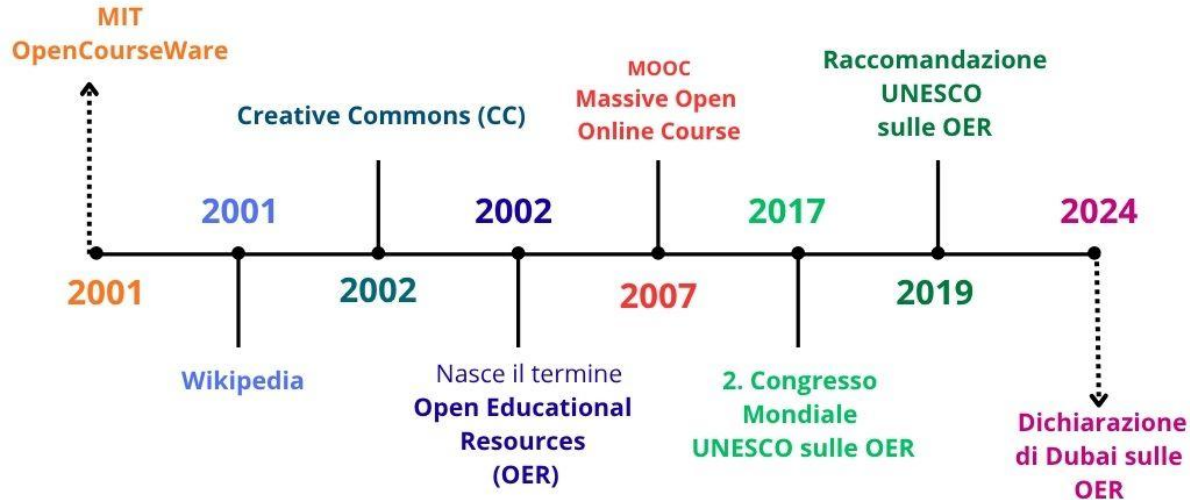 MIT
OpenCourseWare
2001
2001
Wikipedia
Creative Commons (CC)
2002
2002
Nasce il termine
Open Educational
Resources
(OER)
MOOC
Massive Open
Online Course
2007
2017
2. Congresso
Mondiale
UNESCO sulle OER
Raccomandazione
UNESCO
sulle OER
2019
2024
Dichiarazione
di Dubai sulle
OER